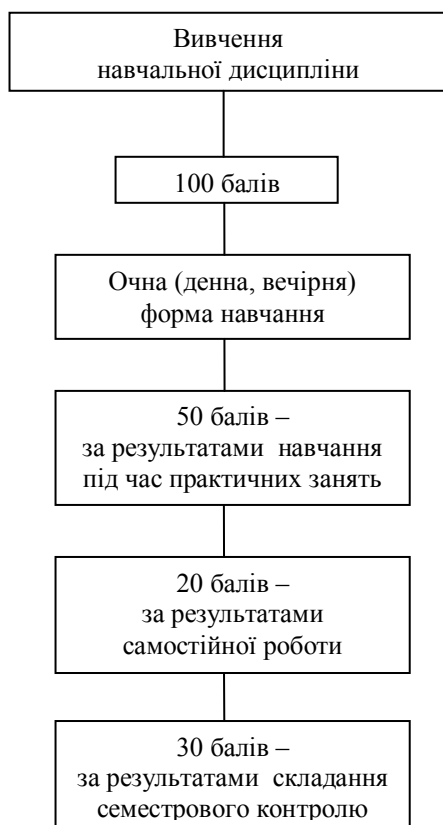 Вивчення
навчальної дисципліни
100 балів
Очна (денна, вечірня)
форма навчання
50 балів –
за результатами навчання
під час практичних занять
20 балів –
за результатами
самостійної роботи
30 балів –
за результатами складання
семестрового контролю